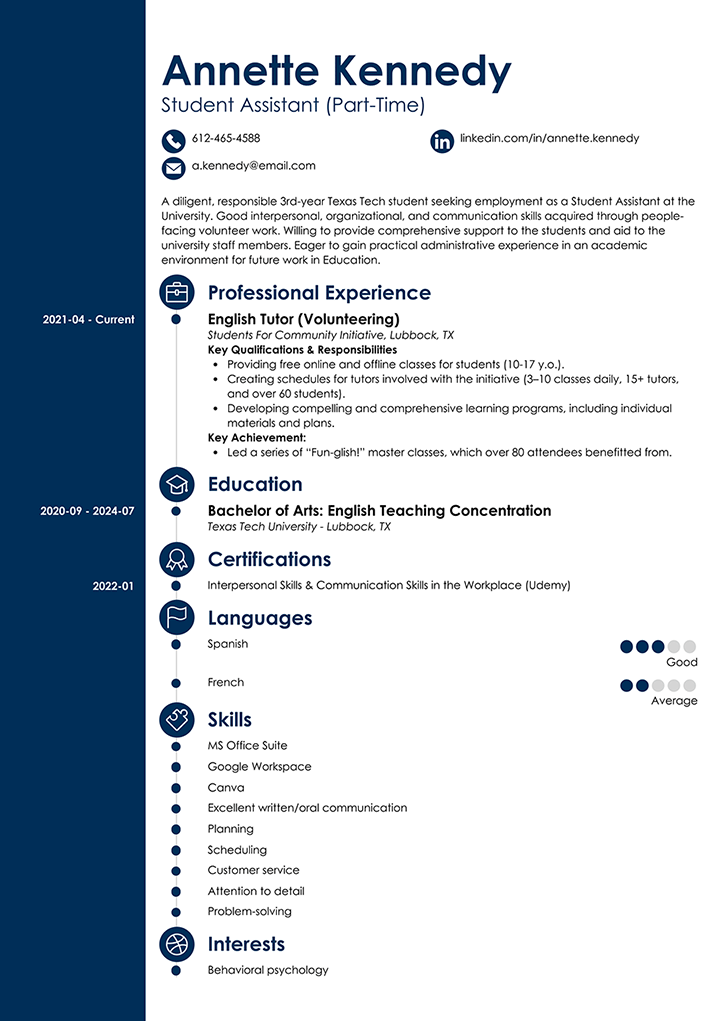 Annette Kennedy
Student Assistant (Part-Time)
612-465-4588
linkedin.com/in/annette.kennedy
a.kennedy@email.com
A diligent, responsible 3rd-year Texas Tech student seeking employment as a Student Assistant at the
University. Good interpersonal, organizational, and communication skills acquired through people-
facing volunteer work. Willing to provide comprehensive support to the students and aid to the
university staff members. Eager to gain practical administrative experience in an academic
environment for future work in Education.
Professional Experience
2021-04 - Current
English Tutor (Volunteering)
Students For Community Initiative, Lubbock, TX
Key Qualifications & Responsibilities
• Providing free online and offline classes for students (10-17 y.o.).
• Creating schedules for tutors involved with the initiative (3–10 classes daily, 15+ tutors,
and over 60 students).
• Developing compelling and comprehensive learning programs, including individual
materials and plans.
Key Achievement:
• Led a series of “Fun-glish!” master classes, which over 80 attendees benefitted from.
Education
2020-09 - 2024-07
Bachelor of Arts: English Teaching Concentration
Texas Tech University - Lubbock, TX
Certifications
2022-01
Interpersonal Skills & Communication Skills in the Workplace (Udemy)
Languages
Spanish
Good
French
Average
Skills
MS Office Suite
Google Workspace
Canva
Excellent written/oral communication
Planning
Scheduling
Customer service
Attention to detail
Problem-solving
Interests
Behavioral psychology